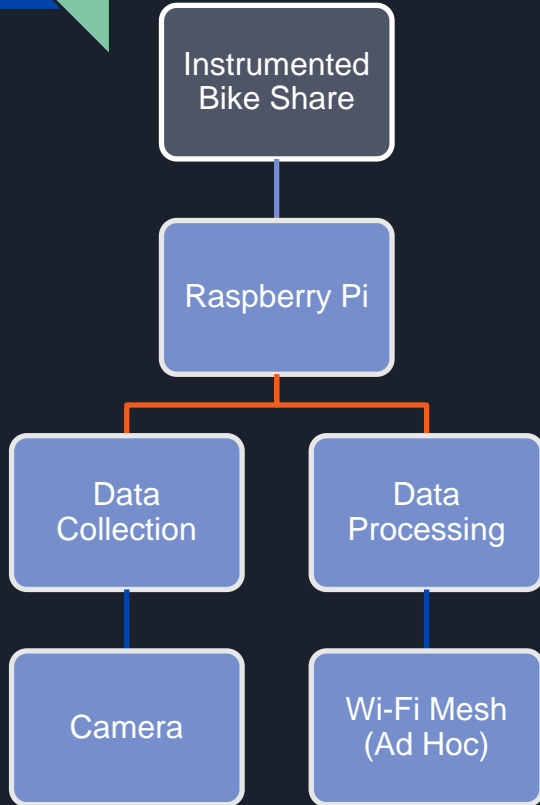 Instrumented
Bike Share
Raspberry Pi
Data
Collection
Data
Processing
Camera
Wi-Fi Mesh
(Ad Hoc)